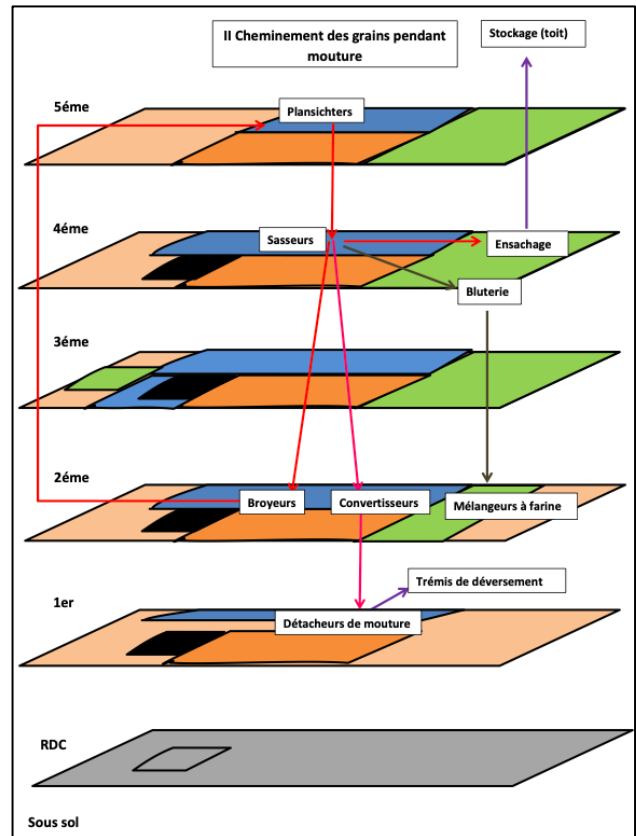 II Cheminement des grains pendant
mouture
Stockage (toit)
5éme
Plansichters
4éme
Sasseurs
Ensachage
Bluterie
3éme
2éme
Broyeurs
Convertisseurs
Mélangeurs à farine
Trémis de déversement
1er
Détacheurs de mouture
RDC
Sous sol